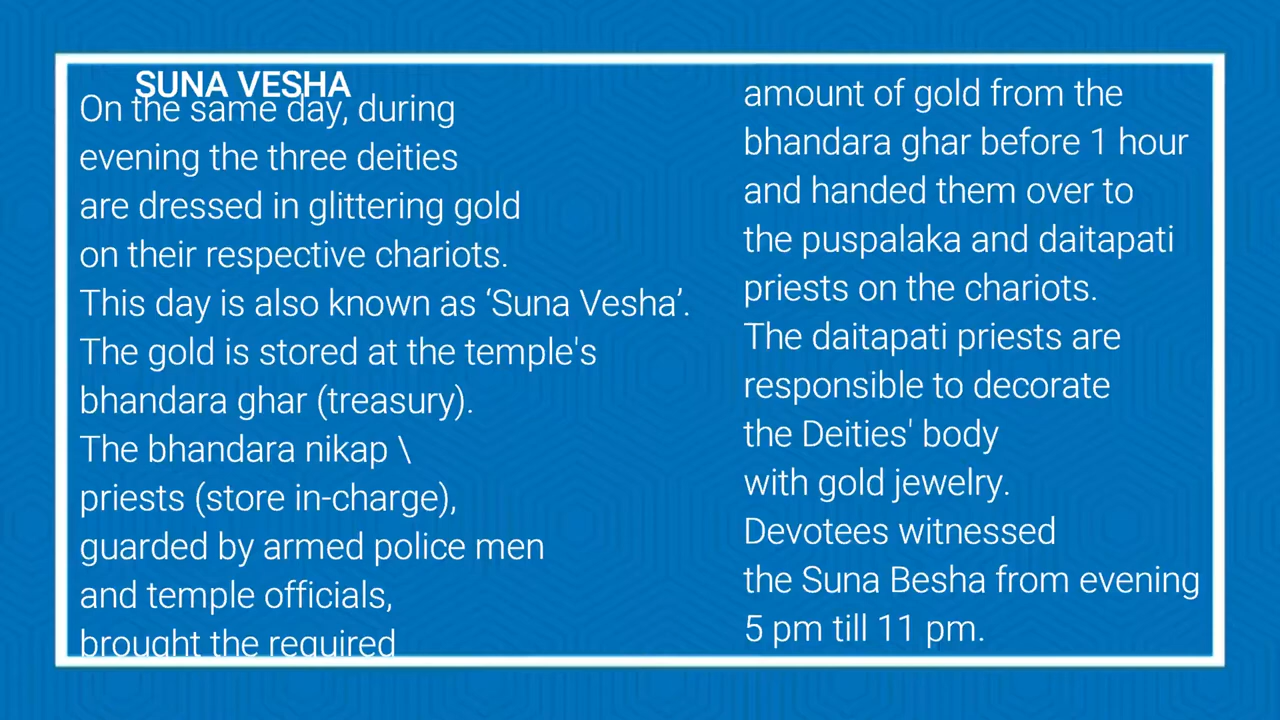 SUNA VESHA
On the same day, during
evening the three deities
are dressed in glittering gold
on their respective chariots.
This day is also known as ‘Suna Vesha’.
The gold is stored at the temple's
bhandara ghar (treasury).
The bhandara nikap \
priests (store in-charge),
guarded by armed police men
and temple officials,
brought the required
amount of gold from the
bhandara ghar before 1 hour
and handed them over to
the puspalaka and daitapati
priests on the chariots.
The daitapati priests are
responsible to decorate
the Deities' body
with gold jewelry.
Devotees witnessed
the Suna Besha from evening
5 pm till 11 pm.